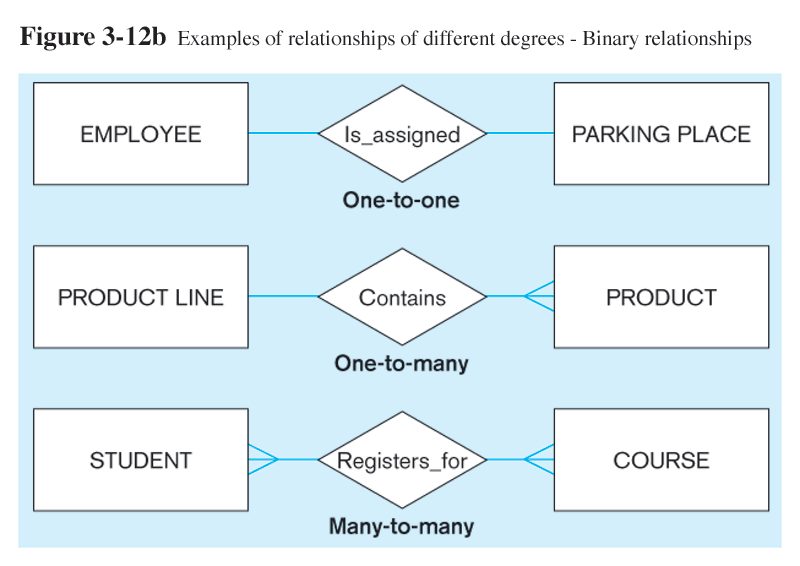 Figure 3-12b Examples of relationships of different degrees - Binary relationships
EMPLOYEE Is_assigned PARKING PLACE
One-to-one
PRODUCT LINE Contains PRODUCT
One-to-many
STUDENT Registers_for COURSE
Many-to-many